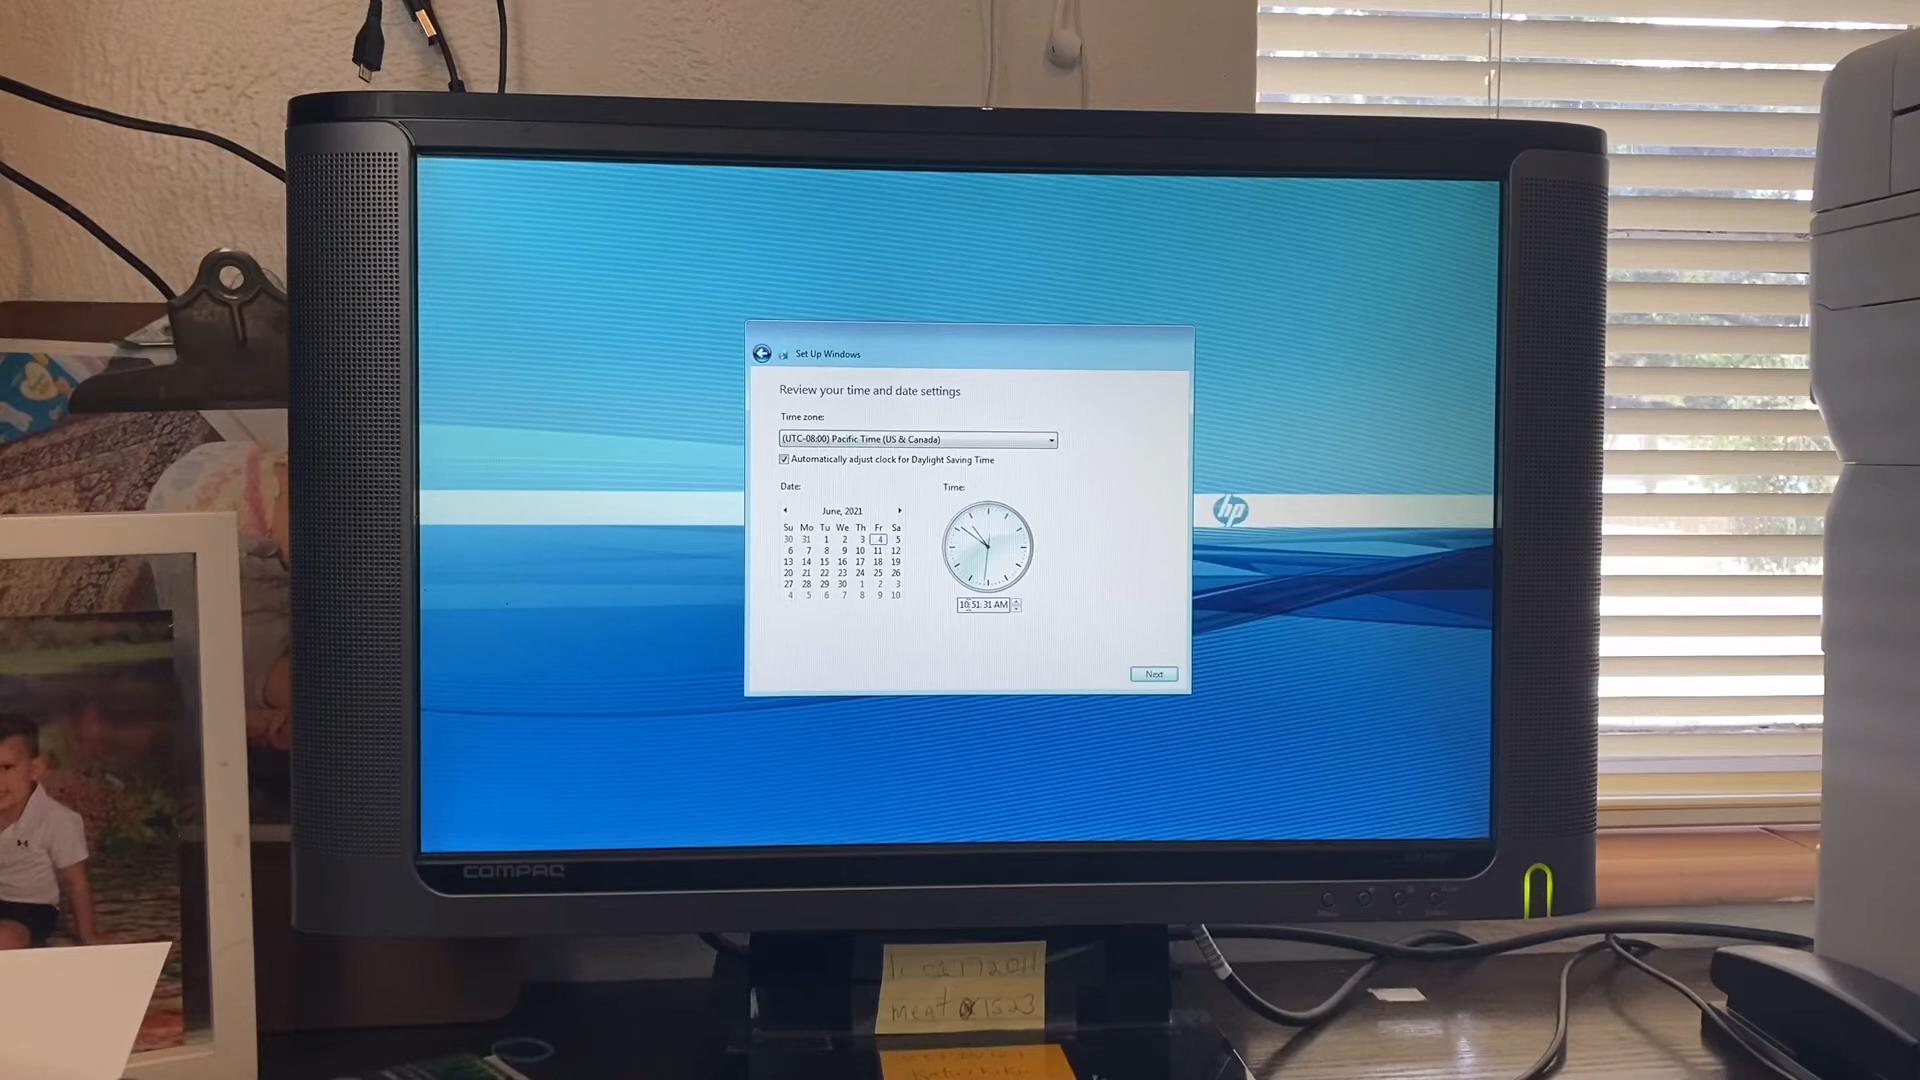 Set Up Windows
Review your time and date settings
Time zone:
(UTC-08:00) Pacific Time (US & Canada)
Automatically adjust clock for Daylight Saving Time
Date:
Time:
June, 2021
Su Mo Tu We Th Fr Sa
30 31 1 2 3 4 5
6 7 8 9 10 11 12
13 14 15 16 17 18 19
20 21 22 23 24 25 26
27 28 29 30 1 2 3
4 5 6 7 8 9 10
10:51:31 AM
Next
hp
COMPAQ
meat